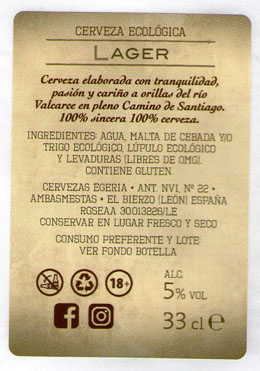 CERVEZA ECOLÓGICA
LAGER
Cerveza elaborada con tranquilidad,
pasión y cariño a orillas del río
Valcarce en pleno Camino de Santiago.
100% sincera 100% cerveza.
INGREDIENTES: AGUA, MALTA DE CEBADA Y/O
TRIGO ECOLÓGICO, LÚPULO ECOLÓGICO
Y LEVADURAS (LIBRES DE OMG).
CONTIENE GLUTEN.
CERVEZAS EGERIA • ANT. NVI, Nº 22 •
AMBASMESTAS • EL BIERZO (LEÓN) ESPAÑA
RGSEAA 30013226/LE
CONSERVAR EN LUGAR FRESCO Y SECO
CONSUMO PREFERENTE Y LOTE:
VER FONDO BOTELLA
18+
ALC.
5% VOL
33 cl e